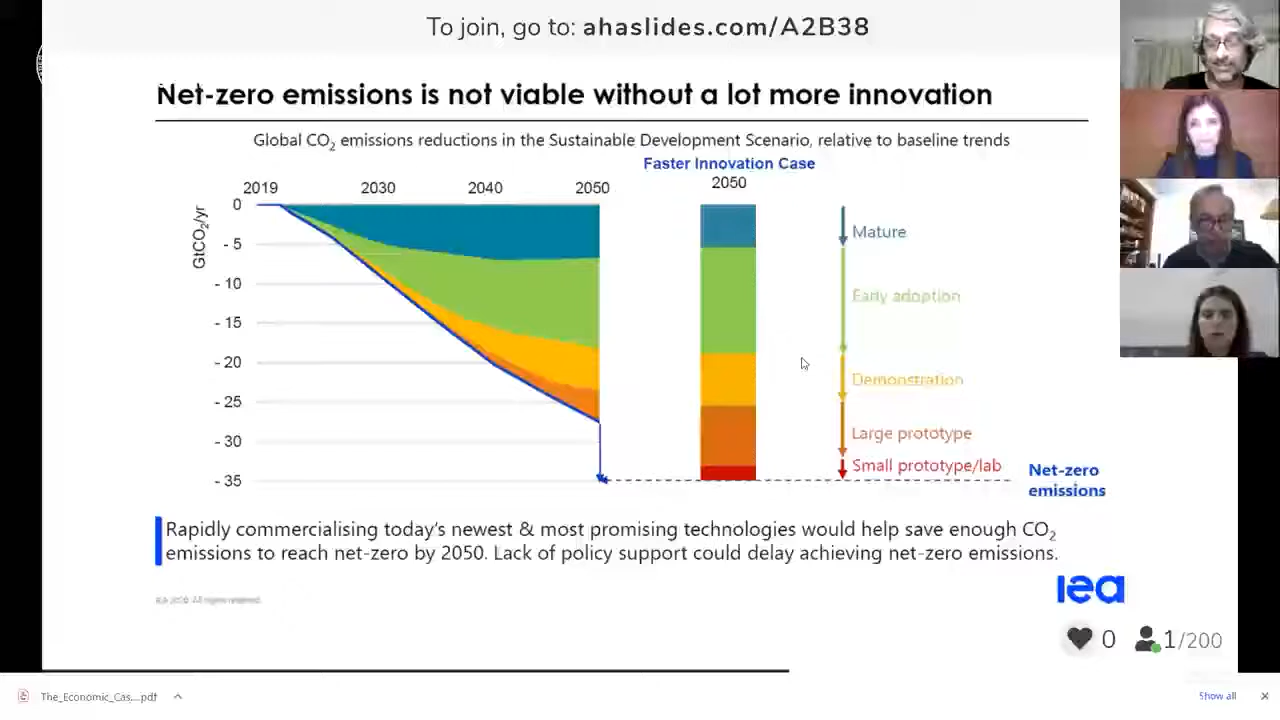 To join, go to: ahaslides.com/A2B38
Net-zero emissions is not viable without a lot more innovation
Global CO₂ emissions reductions in the Sustainable Development Scenario, relative to baseline trends
Faster Innovation Case
2019 2030 2040 2050 2050
GtCO₂/yr
0
- 5
- 10
- 15
- 20
- 25
- 30
- 35
Mature
Early adoption
Demonstration
Large prototype
Small prototype/lab
Net-zero
emissions
Rapidly commercialising today's newest & most promising technologies would help save enough CO₂
emissions to reach net-zero by 2050. Lack of policy support could delay achieving net-zero emissions.
iea
IEA 2020. All rights reserved.
0 1/200
The_Economic_Cas....pdf
Show all